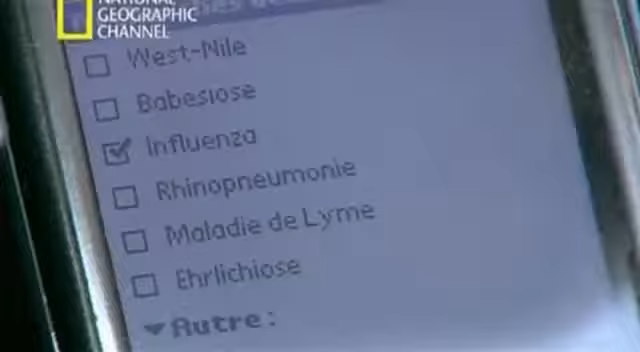 NATIONAL
GEOGRAPHIC
CHANNEL
West-Nile
Babesiose
Influenza
Rhinopneumonie
Maladie de Lyme
Ehrlichiose
Autre: